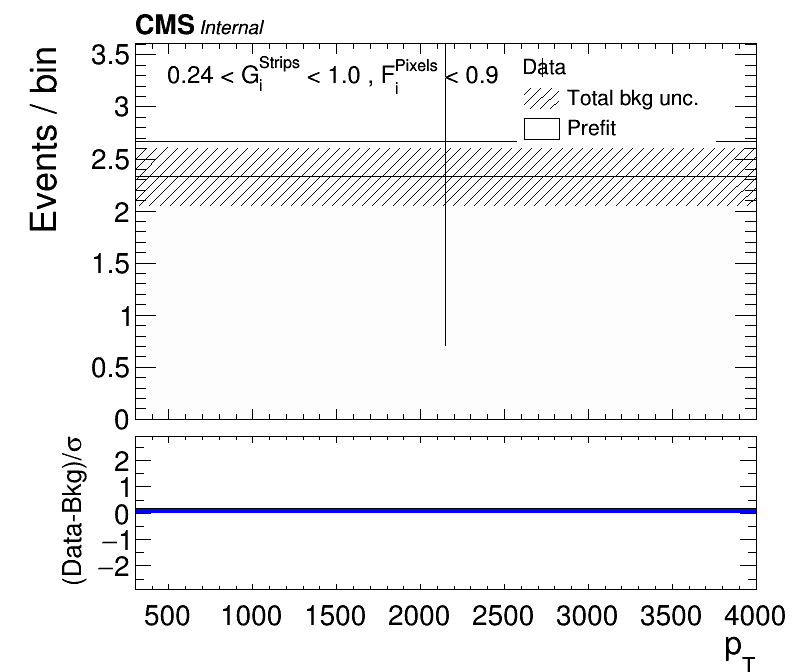 CMS Internal
Events / bin
3.5
3
2.5
2
1.5
1
0.5
0
0.24 < G_i^Strips < 1.0 , F_i^Pixels < 0.9
Data
Total bkg unc.
Prefit
(Data-Bkg)/σ
2
1
0
−1
−2
500 1000 1500 2000 2500 3000 3500 4000
p_T